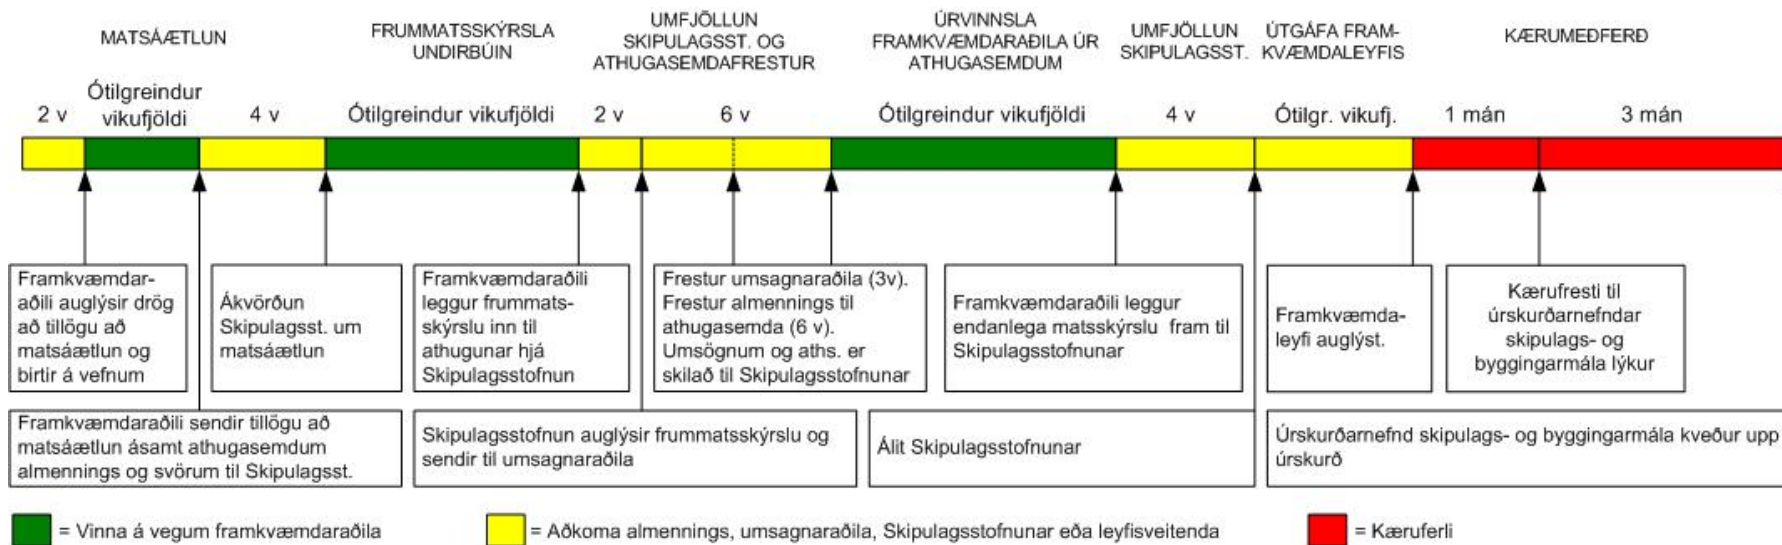 MATSÁÆTLUN
FRUMMATSSKÝRSLA
UNDIRBÚIN
UMFJÖLLUN
SKIPULAGSST. OG
ATHUGASEMDAFRESTUR
ÚRVINNSLA
FRAMKVÆMDARAÐILA ÚR
ATHUGASEMDUM
UMFJÖLLUN
SKIPULAGSST.
ÚTGÁFA FRAM-
KVÆMDALEYFIS
KÆRUMEÐFERÐ
2 v
Ótilgreindur
vikufjöldi
4 v
Ótilgreindur vikufjöldi
2 v
6 v
Ótilgreindur vikufjöldi
4 v
Ótilgr. vikufj.
1 mán
3 mán
Framkvæmdar-
aðili auglýsir drög
að tillögu að
matsáætlun og
birtir á vefnum
Ákvörðun
Skipulagsst. um
matsáætlun
Framkvæmdaraðili
leggur frummats-
skýrslu inn til
athugunar hjá
Skipulagsstofnun
Frestur umsagnaraðila (3v).
Frestur almennings til
athugasemda (6 v).
Umsögnum og aths. er
skilað til Skipulagsstofnunar
Framkvæmdaraðili leggur
endanlega matsskýrslu fram til
Skipulagsstofnunar
Framkvæmda-
leyfi auglýst.
Kærufresti til
úrskurðarnefndar
skipulags- og
byggingarmála lýkur
Framkvæmdaraðili sendir tillögu að
matsáætlun ásamt athugasemdum
almennings og svörum til Skipulagsst.
Skipulagsstofnun auglýsir frummatsskýrslu og
sendir til umsagnaraðila
Álit Skipulagsstofnunar
Úrskurðarnefnd skipulags- og byggingarmála kveður upp
úrskurð
= Vinna á vegum framkvæmdaraðila
= Aðkoma almennings, umsagnaraðila, Skipulagsstofnunar eða leyfisveitenda
= Kæruferli